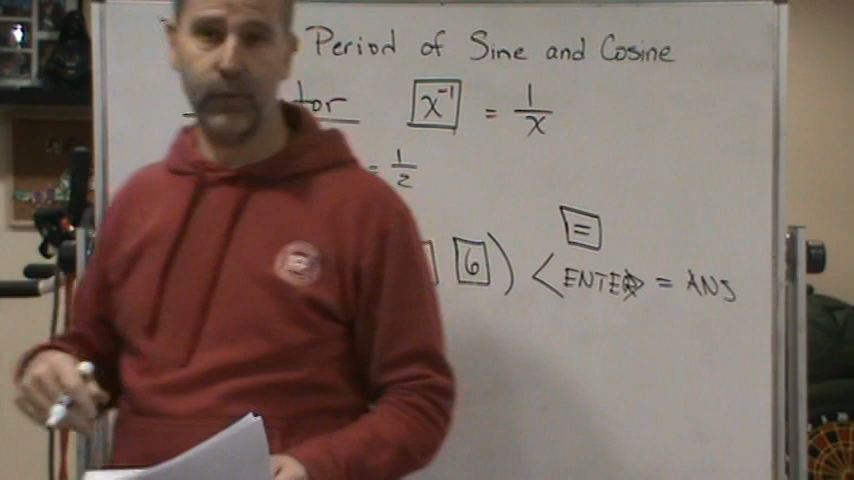 Period of Sine and Cosine
tor x⁻¹ = 1/x
= 1/2
=
6 ) < ENTER > = ANS